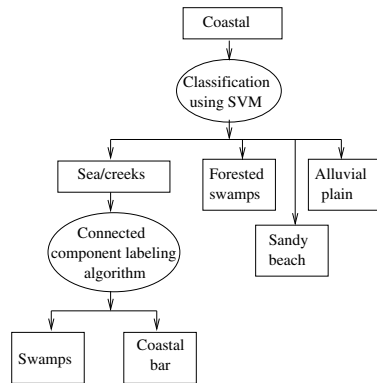 Coastal
Classification
using SVM
Sea/creeks
Forested
swamps
Alluvial
plain
Sandy
beach
Connected
component labeling
algorithm
Swamps
Coastal
bar